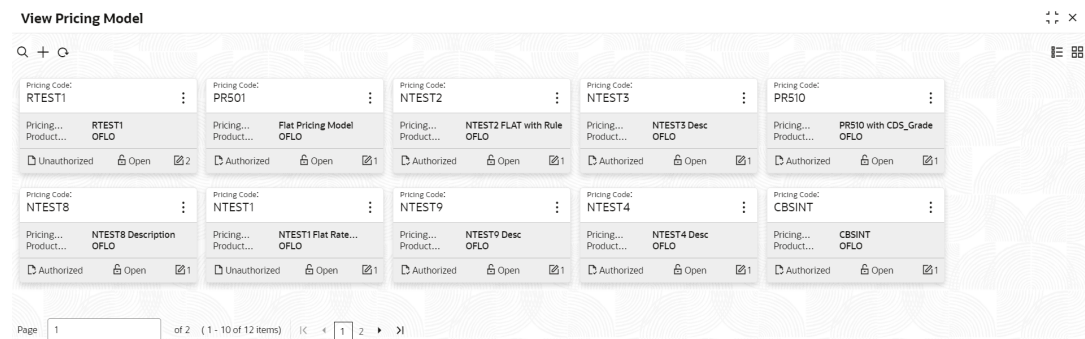 View Pricing Model
Pricing Code:
RTEST1
Pricing... RTEST1
Product... OFLO
Unauthorized Open 2
Pricing Code:
PR501
Pricing... Flat Pricing Model
Product... OFLO
Authorized Open 1
Pricing Code:
NTEST2
Pricing... NTEST2 FLAT with Rule
Product... OFLO
Authorized Open 1
Pricing Code:
NTEST3
Pricing... NTEST3 Desc
Product... OFLO
Authorized Open 1
Pricing Code:
PR510
Pricing... PR510 with CDS_Grade
Product... OFLO
Authorized Open 1
Pricing Code:
NTEST8
Pricing... NTEST8 Description
Product... OFLO
Authorized Open 1
Pricing Code:
NTEST1
Pricing... NTEST1 Flat Rate...
Product... OFLO
Unauthorized Open 1
Pricing Code:
NTEST9
Pricing... NTEST9 Desc
Product... OFLO
Authorized Open 1
Pricing Code:
NTEST4
Pricing... NTEST4 Desc
Product... OFLO
Authorized Open 1
Pricing Code:
CBSINT
Pricing... CBSINT
Product... OFLO
Authorized Open 1
Page 1 of 2 (1 - 10 of 12 items) 1 2